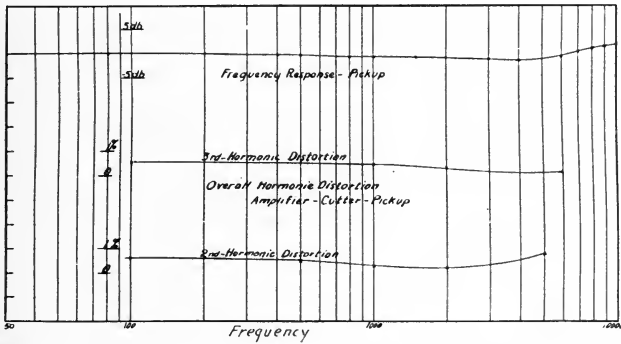 5db
-5db
Frequency Response - Pickup
1%
0
3rd-Harmonic Distortion
Overall Harmonic Distortion
Amplifier - Cutter - Pickup
1%
0
2nd-Harmonic Distortion
50
100
1000
10000
Frequency